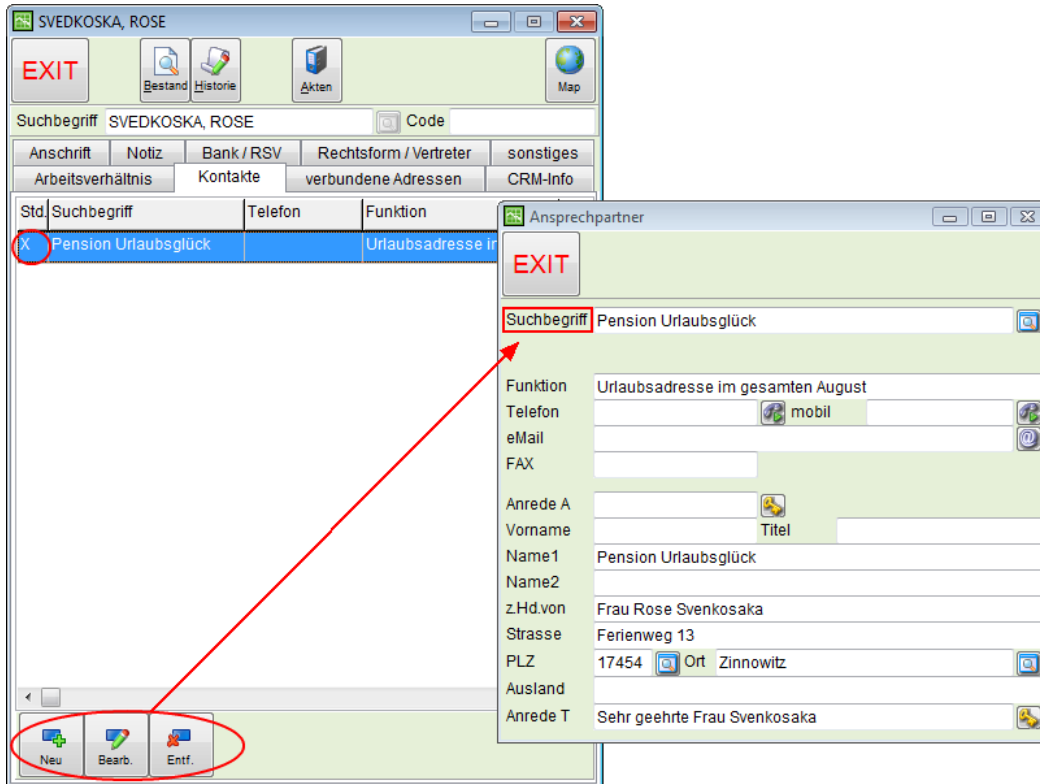 SVEDKOSKA, ROSE
EXIT
Bestand Historie Akten Map
Suchbegriff SVEDKOSKA, ROSE Code
Anschrift Notiz Bank / RSV Rechtsform / Vertreter sonstiges
Arbeitsverhältnis Kontakte verbundene Adressen CRM-Info
Std. Suchbegriff Telefon Funktion
X Pension Urlaubsglück Urlaubsadresse im
Neu Bearb. Entf.
Ansprechpartner
EXIT
Suchbegriff Pension Urlaubsglück
Funktion Urlaubsadresse im gesamten August
Telefon mobil
eMail @
FAX
Anrede A
Vorname Titel
Name1 Pension Urlaubsglück
Name2
z.Hd.von Frau Rose Svenkosaka
Strasse Ferienweg 13
PLZ 17454 Ort Zinnowitz
Ausland
Anrede T Sehr geehrte Frau Svenkosaka